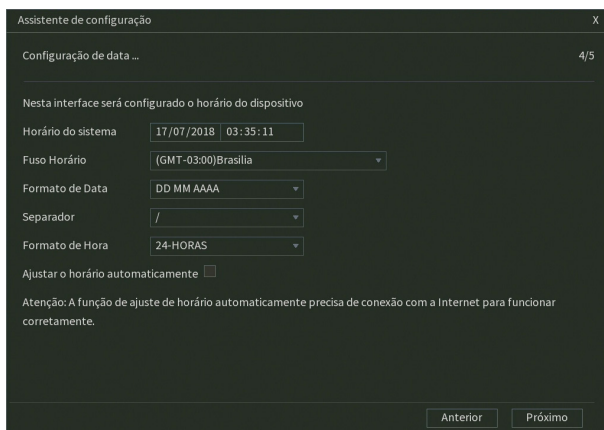 Assistente de configuração X
Configuração de data ... 4/5
Nesta interface será configurado o horário do dispositivo
Horário do sistema 17/07/2018 03:35:11
Fuso Horário (GMT-03:00)Brasilia
Formato de Data DD MM AAAA
Separador /
Formato de Hora 24-HORAS
Ajustar o horário automaticamente
Atenção: A função de ajuste de horário automaticamente precisa de conexão com a Internet para funcionar
corretamente.
Anterior Próximo